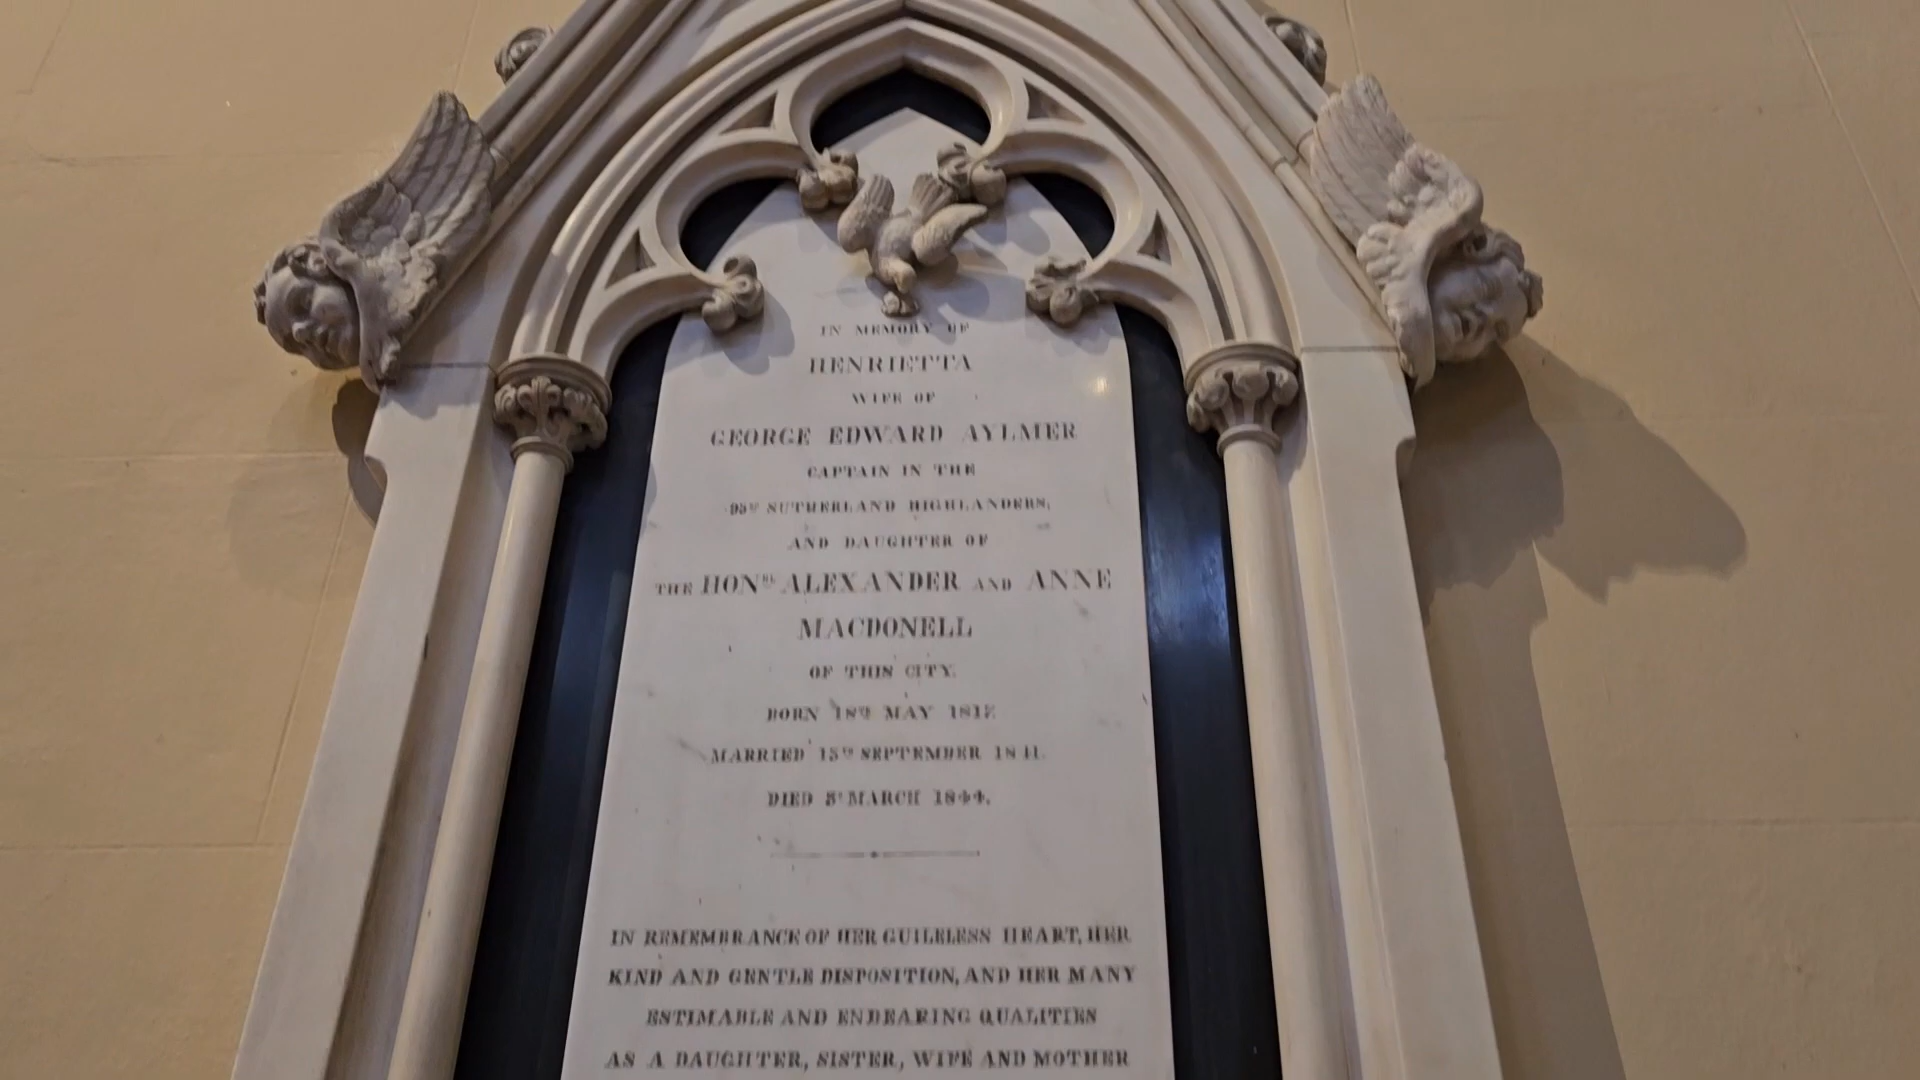 IN MEMORY OF
HENRIETTA
WIFE OF
GEORGE EDWARD AYLMER
CAPTAIN IN THE
93RD SUTHERLAND HIGHLANDERS,
AND DAUGHTER OF
THE HONBLE ALEXANDER AND ANNE
MACDONELL
OF THIS CITY.
BORN 18TH MAY
MARRIED 15TH SEPTEMBER 1841.
DIED MARCH 1844.
IN REMEMBRANCE OF HER GUILELESS HEART, HER
KIND AND GENTLE DISPOSITION, AND HER MANY
ESTIMABLE AND ENDEARING QUALITIES
AS A DAUGHTER, SISTER, WIFE AND MOTHER